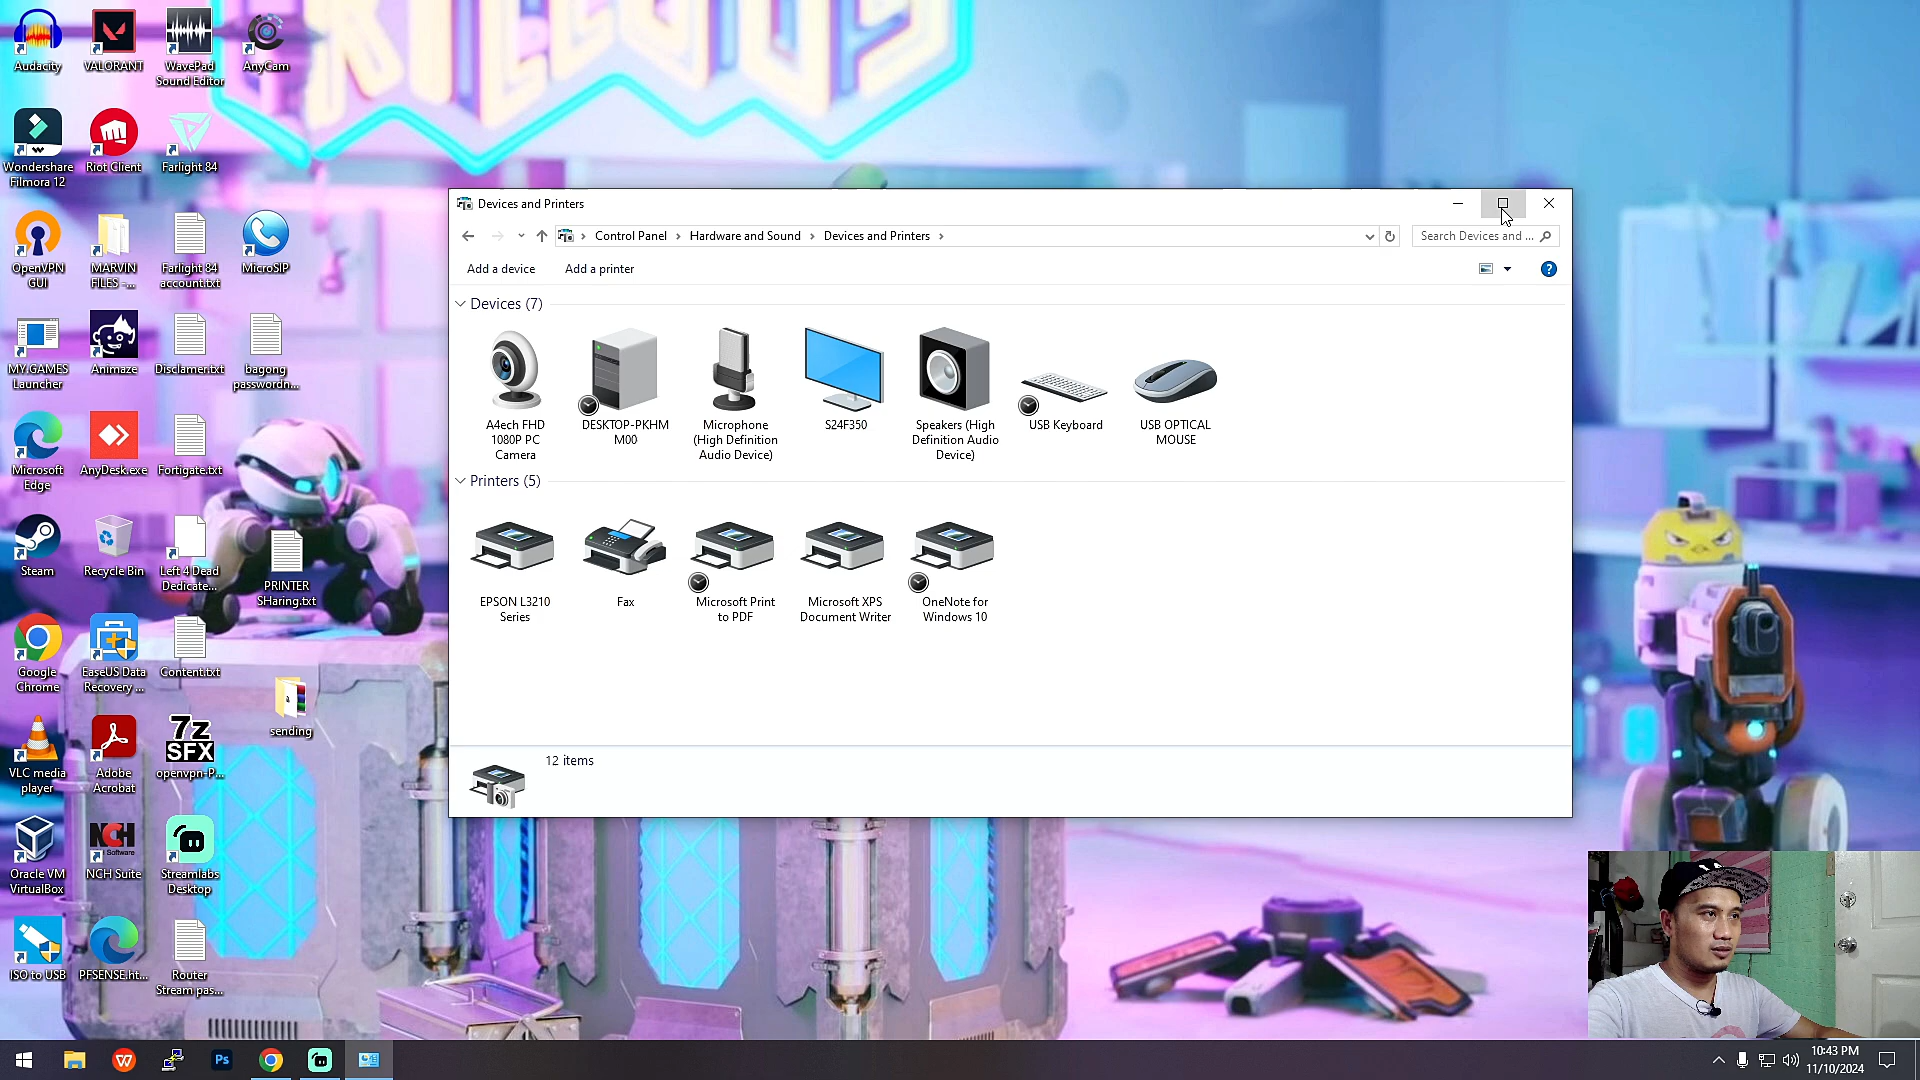 Audacity
VALORANT
WavePad
Sound Editor
AnyCam
Wondershare
Filmora 12
Riot Client
Farlight 84
OpenVPN
GUI
MARVIN
FILES -...
Farlight 84
account.txt
MicroSIP
MY.GAMES
Launcher
Animaze
Disclamer.txt
bagong
passwordn...
Microsoft
Edge
AnyDesk.exe
Fortigate.txt
Steam
Recycle Bin
Left 4 Dead
Dedicate...
PRINTER
SHaring.txt
Google
Chrome
EaseUS Data
Recovery ...
Content.txt
sending
VLC media
player
Adobe
Acrobat
7z
SFX
openvpn-P...
Oracle VM
VirtualBox
NCH
Software
NCH Suite
Streamlabs
Desktop
ISO to USB
PFSENSE.ht...
Router
Stream pas...
Devices and Printers
Control Panel
Hardware and Sound
Devices and Printers
Search Devices and ...
Add a device
Add a printer
?
Devices (7)
A4ech FHD
1080P PC
Camera
DESKTOP-PKHM
M00
Microphone
(High Definition
Audio Device)
S24F350
Speakers (High
Definition Audio
Device)
USB Keyboard
USB OPTICAL
MOUSE
Printers (5)
EPSON L3210
Series
Fax
Microsoft Print
to PDF
Microsoft XPS
Document Writer
OneNote for
Windows 10
12 items
W
Ps
10:43 PM
11/10/2024